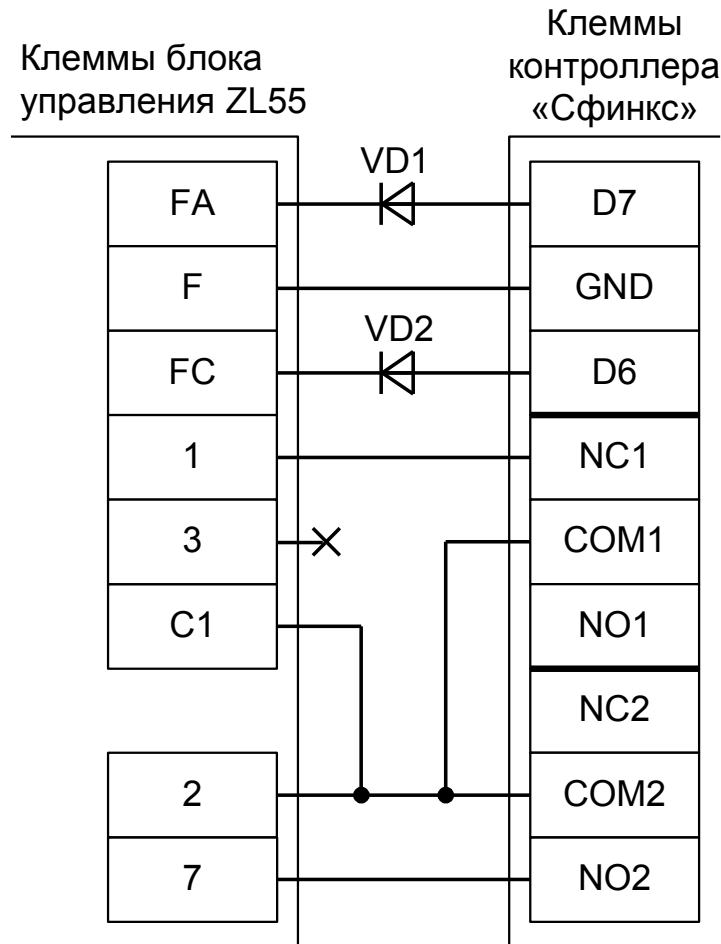 Клеммы блока
управления ZL55
Клеммы
контроллера
«Сфинкс»
VD1
FA
D7
F
GND
VD2
FC
D6
1
NC1
3
COM1
C1
NO1
NC2
2
COM2
7
NO2